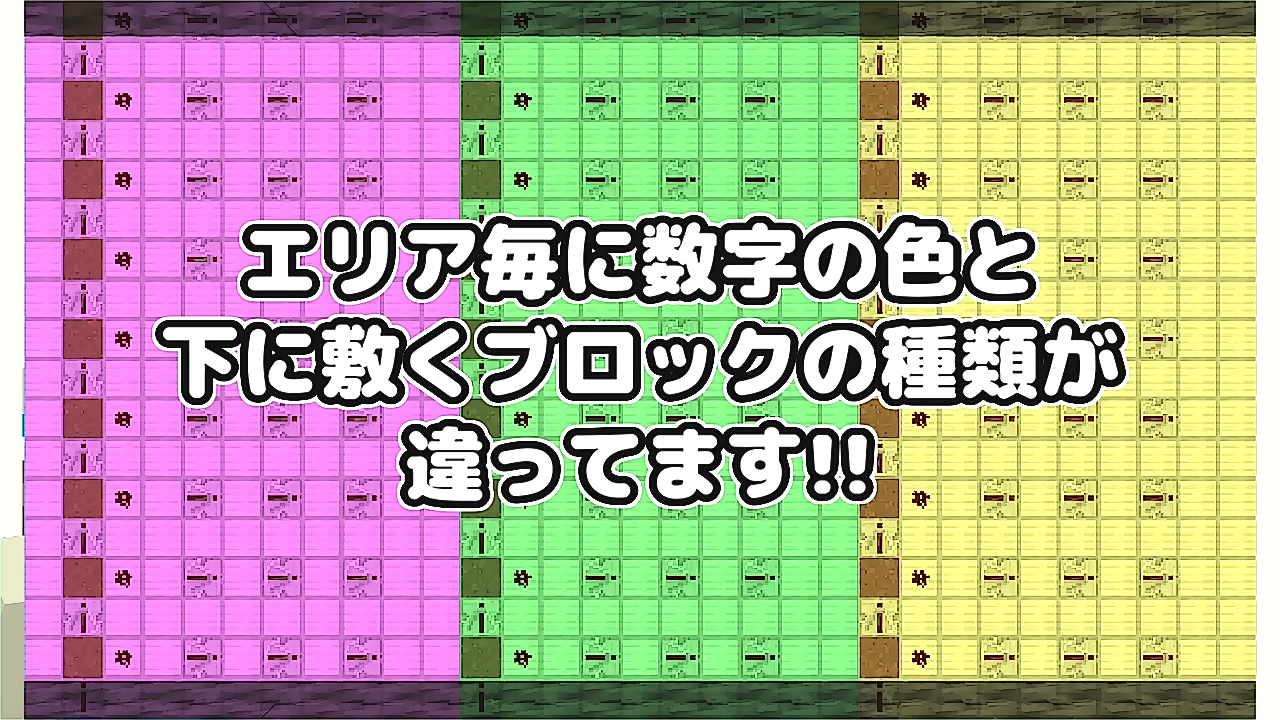 エリア毎に数字の色と
下に敷くブロックの種類が
違ってます!!